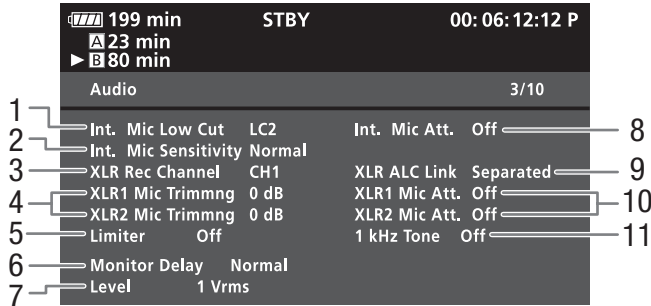 199 min STBY 00:06:12:12 P
A 23 min
B 80 min
Audio 3/10
1 Int. Mic Low Cut LC2 Int. Mic Att. Off 8
2 Int. Mic Sensitivity Normal
3 XLR Rec Channel CH1 XLR ALC Link Separated 9
4 XLR1 Mic Trimmng 0 dB XLR1 Mic Att. Off 10
XLR2 Mic Trimmng 0 dB XLR2 Mic Att. Off
5 Limiter Off 1 kHz Tone Off 11
6 Monitor Delay Normal
7 Level 1 Vrms